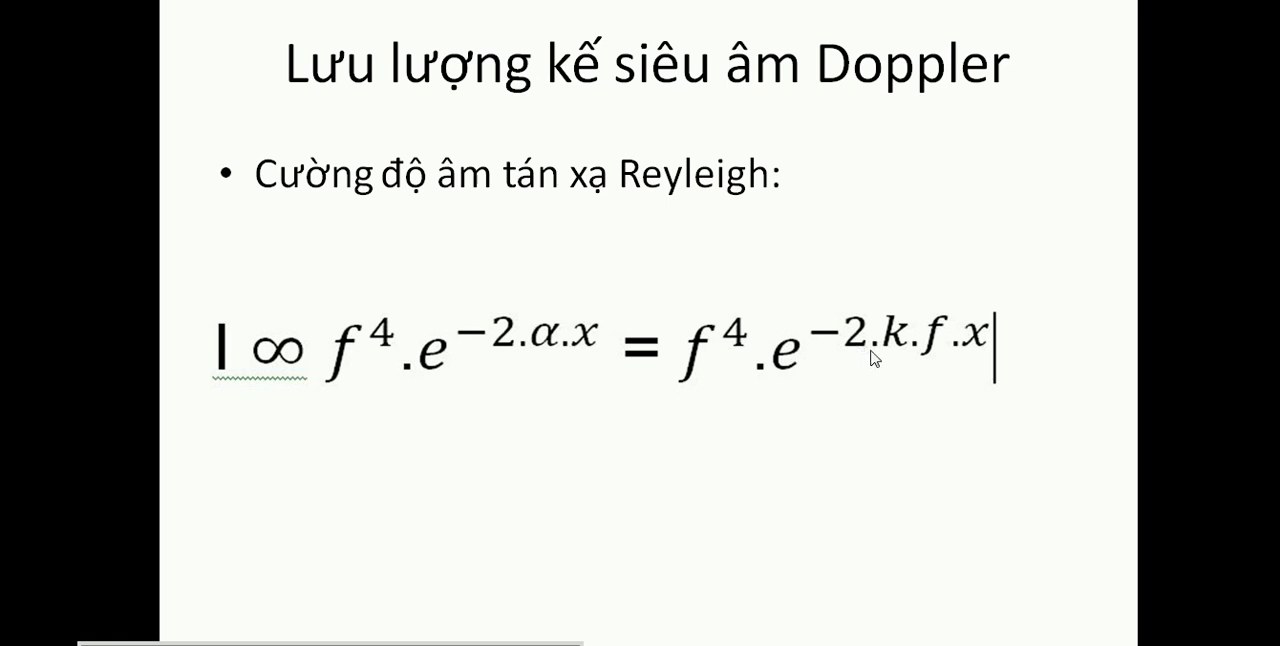 Lưu lượng kế siêu âm Doppler
• Cường độ âm tán xạ Reyleigh:
I ∞ f⁴.e^{−2.α.x} = f⁴.e^{−2.k.f.x}